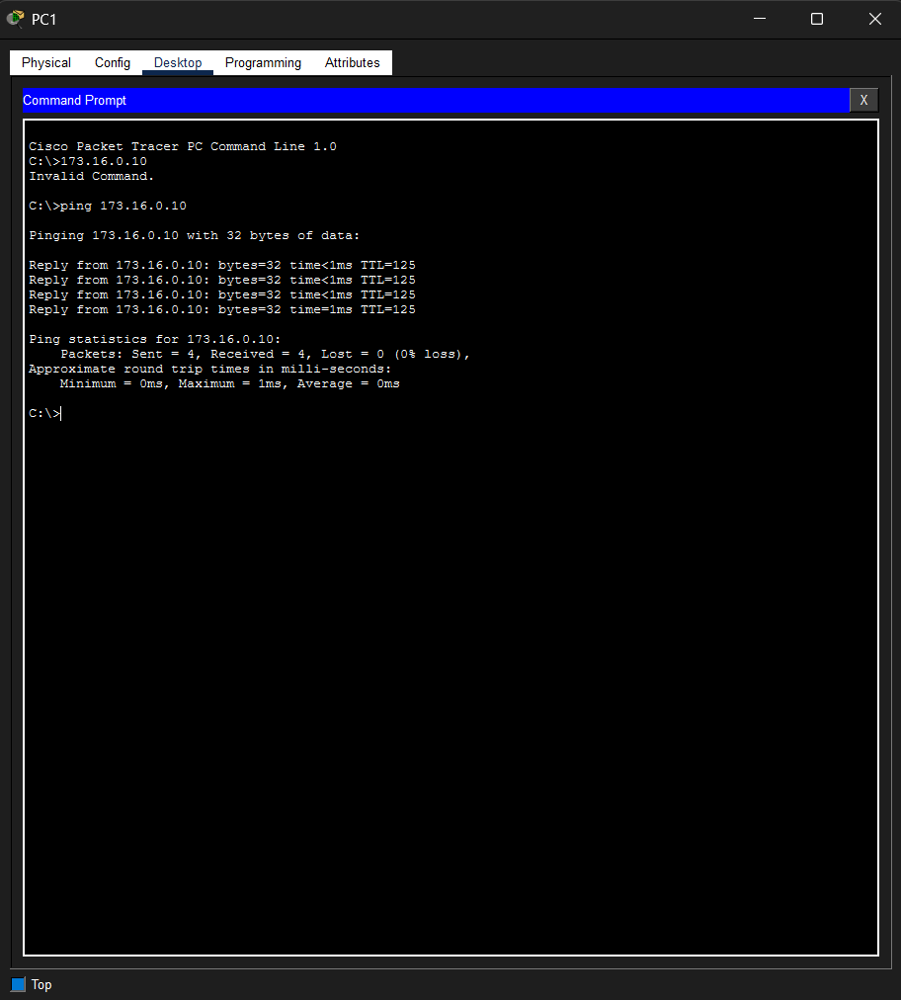 PC1
Physical Config Desktop Programming Attributes
Command Prompt X
Cisco Packet Tracer PC Command Line 1.0
C:\>173.16.0.10
Invalid Command.
C:\>ping 173.16.0.10
Pinging 173.16.0.10 with 32 bytes of data:
Reply from 173.16.0.10: bytes=32 time<1ms TTL=125
Reply from 173.16.0.10: bytes=32 time<1ms TTL=125
Reply from 173.16.0.10: bytes=32 time<1ms TTL=125
Reply from 173.16.0.10: bytes=32 time=1ms TTL=125
Ping statistics for 173.16.0.10:
Packets: Sent = 4, Received = 4, Lost = 0 (0% loss),
Approximate round trip times in milli-seconds:
Minimum = 0ms, Maximum = 1ms, Average = 0ms
C:\>
Top